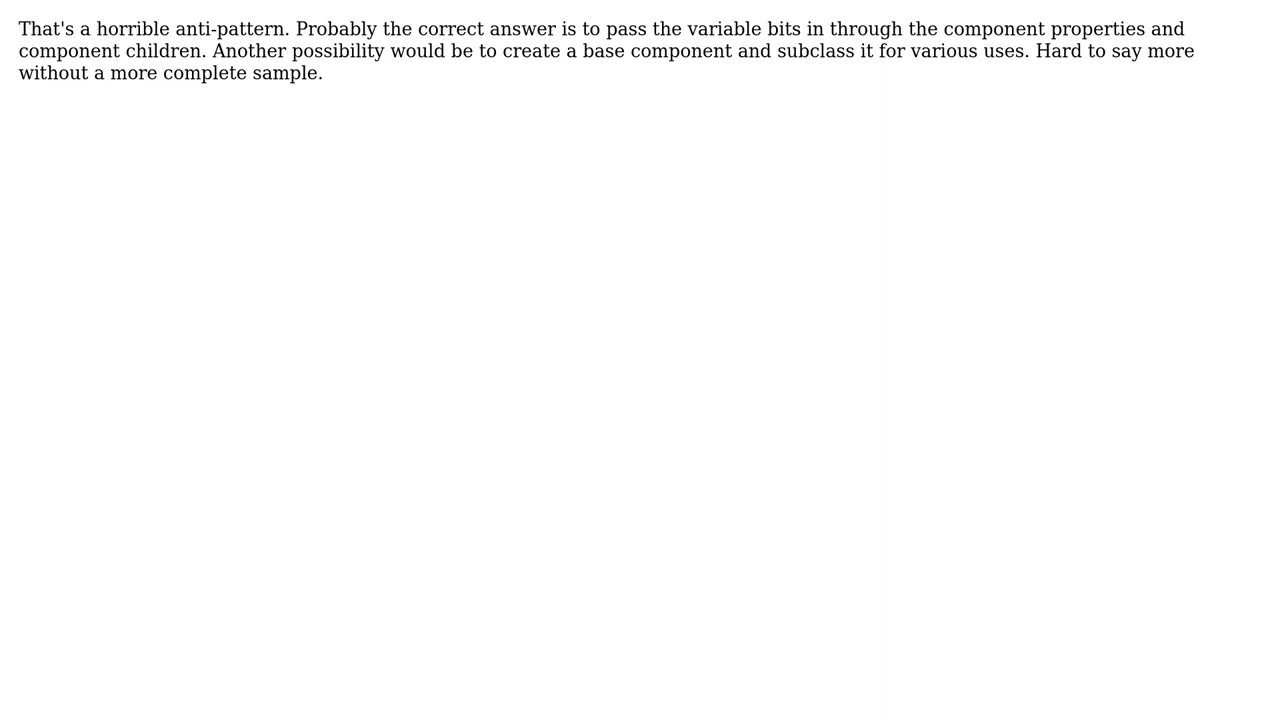 That's a horrible anti-pattern. Probably the correct answer is to pass the variable bits in through the component properties and
component children. Another possibility would be to create a base component and subclass it for various uses. Hard to say more
without a more complete sample.